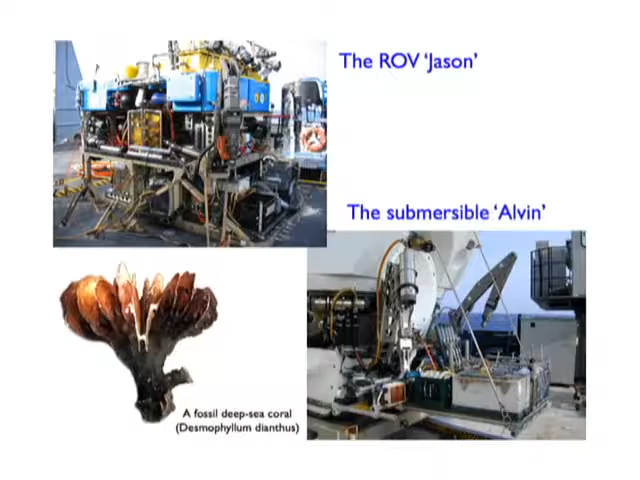 The ROV ‘Jason’
The submersible ‘Alvin’
A fossil deep-sea coral
(Desmophyllum dianthus)